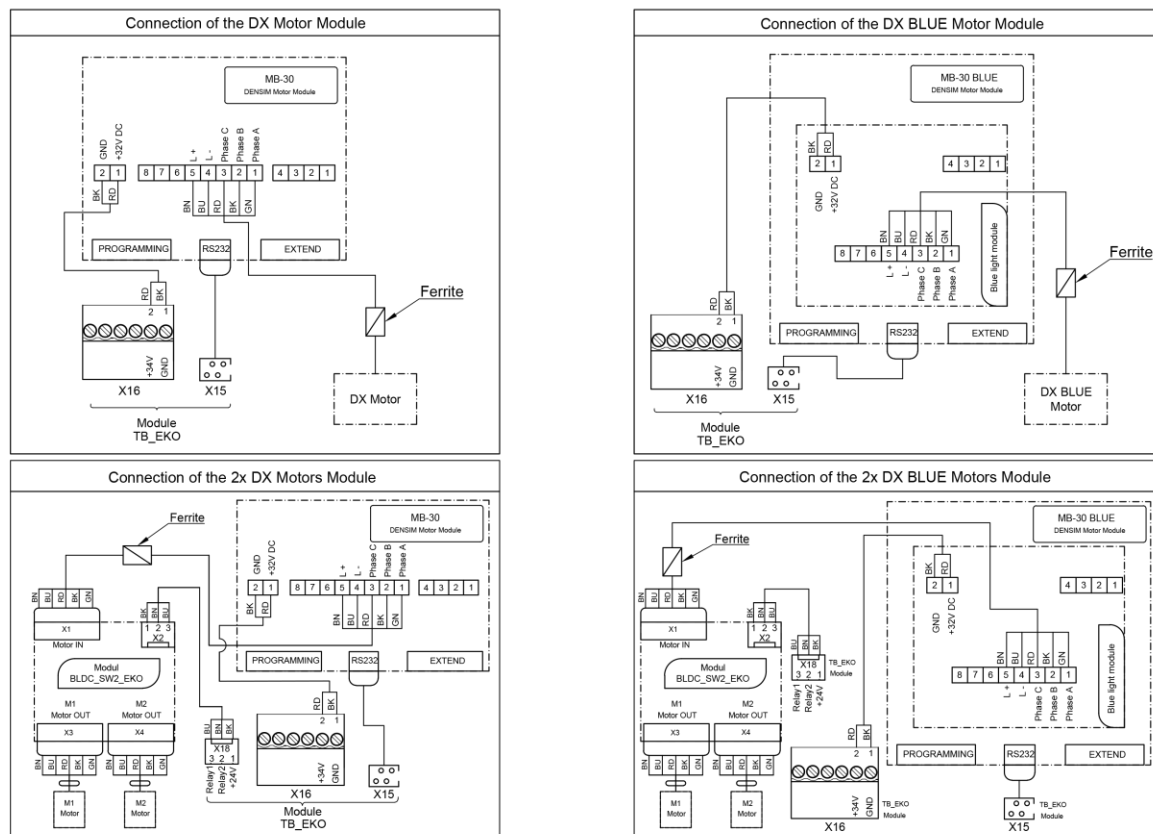 Connection of the DX Motor Module
MB-30
DENSIM Motor Module
GND
+32V DC
L +
L -
Phase C
Phase B
Phase A
2 1
8 7 6 5 4 3 2 1
4 3 2 1
BK
RD
BN
BU
RD
BK
GN
PROGRAMMING
RS232
EXTEND
RD
BK
2 1
+34V
GND
Ferrite
X16
X15
DX Motor
Module
TB_EKO
Connection of the DX BLUE Motor Module
MB-30 BLUE
DENSIM Motor Module
BK
RD
2 1
4 3 2 1
GND
+32V DC
BN
BU
RD
BK
GN
8 7 6 5 4 3 2 1
L +
L -
Phase C
Phase B
Phase A
Blue light module
Ferrite
RD
BK
2 1
PROGRAMMING
RS232
EXTEND
+34V
GND
X16
X15
DX BLUE
Motor
Module
TB_EKO
Connection of the 2x DX Motors Module
Ferrite
MB-30
DENSIM Motor Module
GND
+32V DC
L +
L -
Phase C
Phase B
Phase A
2 1
8 7 6 5 4 3 2 1
4 3 2 1
BK
RD
BN
BU
RD
BK
GN
BN
BU
RD
BK
GN
BK
BN
BU
X1
1 2 3
X2
Motor IN
PROGRAMMING
RS232
EXTEND
Modul
BLDC_SW2_EKO
M1
Motor OUT
M2
Motor OUT
X3
X4
BN
BU
RD
BK
GN
BN
BU
RD
BK
GN
M1
Motor
M2
Motor
BU
BN
BK
X18
3 2 1
Relay1
Relay2
+24V
RD
BK
2 1
+34V
GND
X16
X15
Module
TB_EKO
Connection of the 2x DX BLUE Motors Module
Ferrite
MB-30 BLUE
DENSIM Motor Module
BK
RD
2 1
4 3 2 1
GND
+32V DC
BN
BU
RD
BK
GN
BK
BN
BU
X1
1 2 3
X2
Motor IN
BU
BN
BK
X18
3 2 1
TB_EKO
Module
Relay1
Relay2
+24V
Modul
BLDC_SW2_EKO
M1
Motor OUT
M2
Motor OUT
X3
X4
BN
BU
RD
BK
GN
BN
BU
RD
BK
GN
M1
Motor
M2
Motor
BN
BU
RD
BK
GN
8 7 6 5 4 3 2 1
L +
L -
Phase C
Phase B
Phase A
Blue light module
RD
BK
2 1
PROGRAMMING
RS232
EXTEND
+34V
GND
TB_EKO
Module
X16
TB_EKO
Module
X15